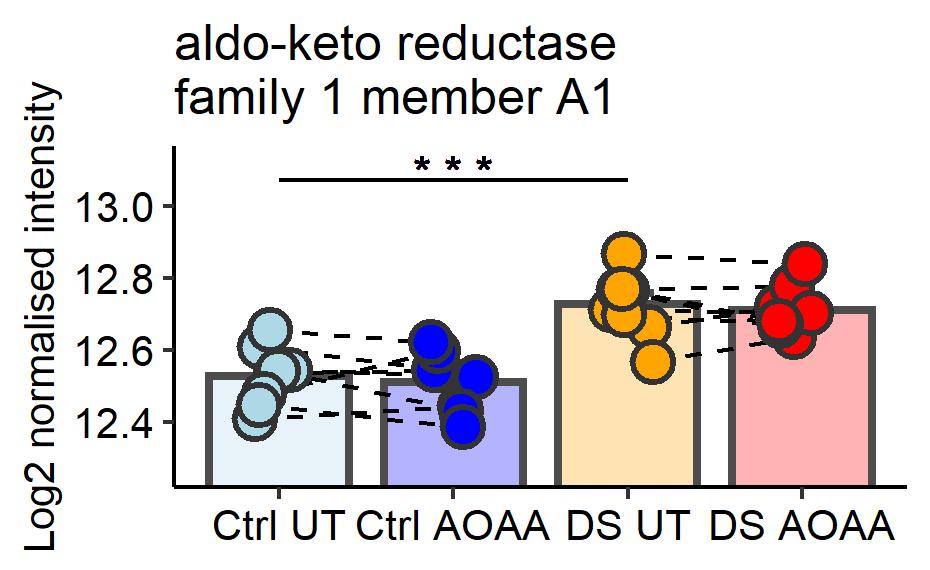 aldo-keto reductase
family 1 member A1
* * *
Log2 normalised intensity
13.0
12.8
12.6
12.4
Ctrl UT Ctrl AOAA DS UT DS AOAA